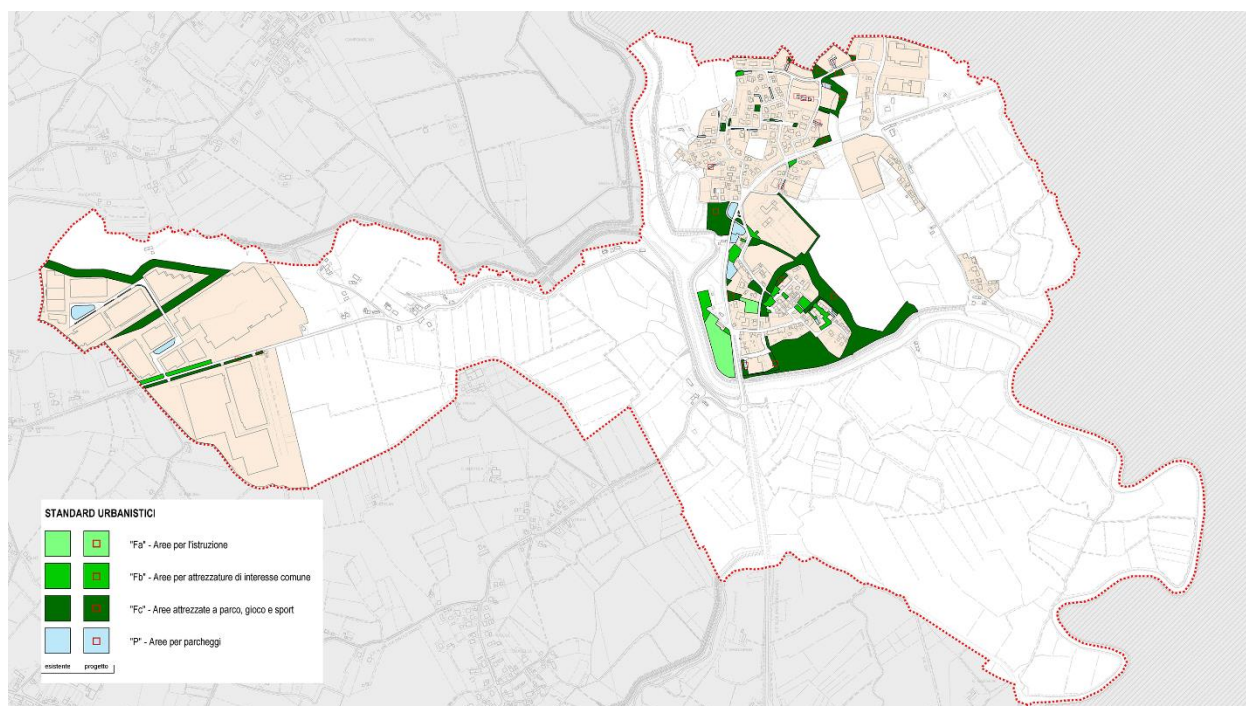 STANDARD URBANISTICI
"Fa" - Aree per l'istruzione
"Fb" - Aree per attrezzature di interesse comune
"Fc" - Aree attrezzate a parco, gioco e sport
"P" - Aree per parcheggi
esistente progetto